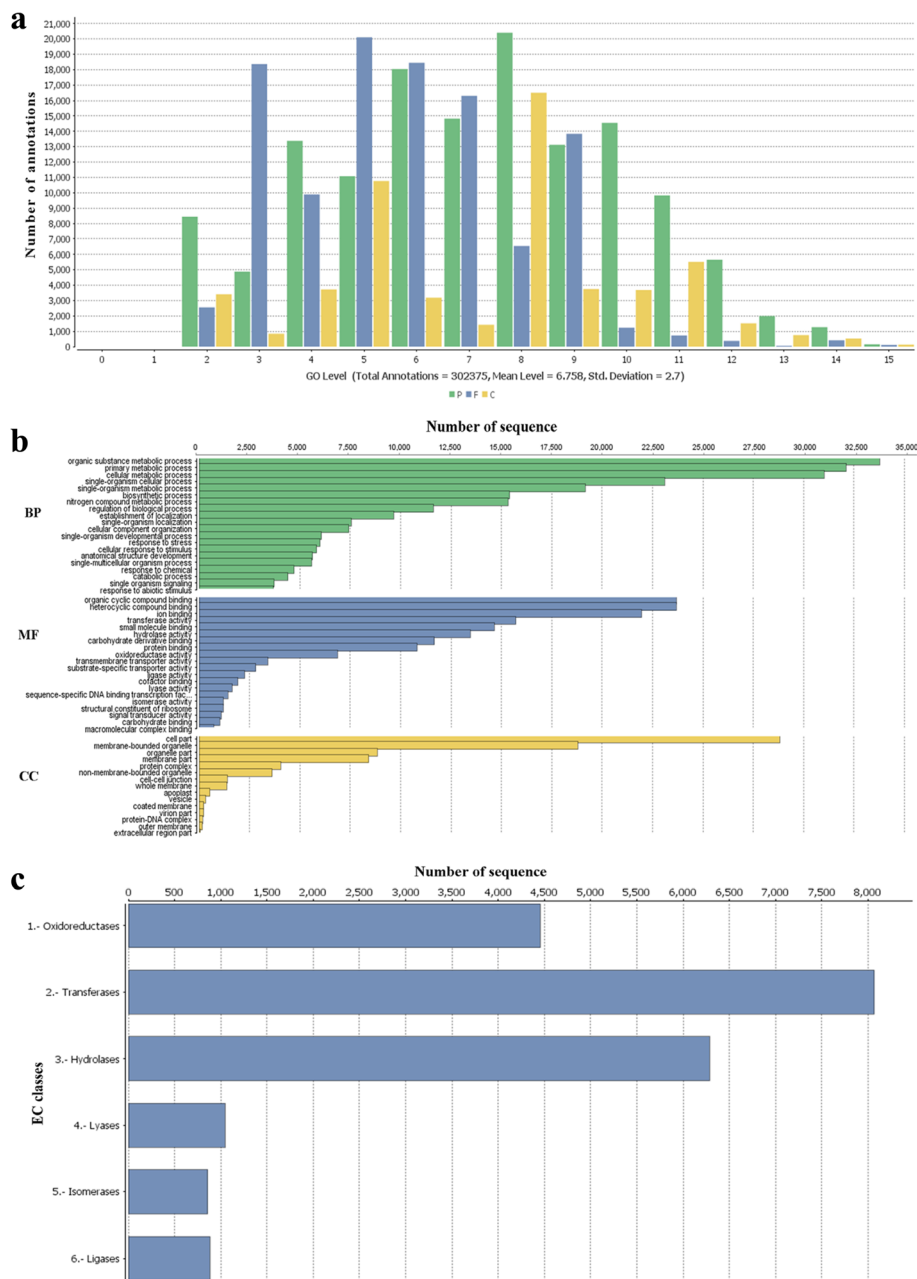 a
21,000
20,000
19,000
18,000
17,000
16,000
15,000
14,000
13,000
12,000
11,000
10,000
9,000
8,000
7,000
6,000
5,000
4,000
3,000
2,000
1,000
0
Number of annotations
0 1 2 3 4 5 6 7 8 9 10 11 12 13 14 15
GO Level (Total Annotations = 302375, Mean Level = 6.758, Std. Deviation = 2.7)
P F C
b
Number of sequence
0 2,500 5,000 7,500 10,000 12,500 15,000 17,500 20,000 22,500 25,000 27,500 30,000 32,500 35,000
BP
organic substance metabolic process
primary metabolic process
cellular metabolic process
single-organism cellular process
single-organism metabolic process
biosynthetic process
nitrogen compound metabolic process
regulation of biological process
establishment of localization
single-organism localization
cellular component organization
single-organism developmental process
response to stress
cellular response to stimulus
anatomical structure development
single-multicellular organism process
response to chemical
catabolic process
single organism signaling
response to abiotic stimulus
MF
organic cyclic compound binding
heterocyclic compound binding
ion binding
transferase activity
small molecule binding
hydrolase activity
carbohydrate derivative binding
protein binding
oxidoreductase activity
transmembrane transporter activity
substrate-specific transporter activity
ligase activity
cofactor binding
lyase activity
sequence-specific DNA binding transcription fac...
isomerase activity
structural constituent of ribosome
signal transducer activity
carbohydrate binding
macromolecular complex binding
CC
cell part
membrane-bounded organelle
organelle part
membrane part
protein complex
non-membrane-bounded organelle
cell-cell junction
whole membrane
apoplast
vesicle
coated membrane
virion part
protein-DNA complex
outer membrane
extracellular region part
c
Number of sequence
0 500 1,000 1,500 2,000 2,500 3,000 3,500 4,000 4,500 5,000 5,500 6,000 6,500 7,000 7,500 8,000
EC classes
1.- Oxidoreductases
2.- Transferases
3.- Hydrolases
4.- Lyases
5.- Isomerases
6.- Ligases